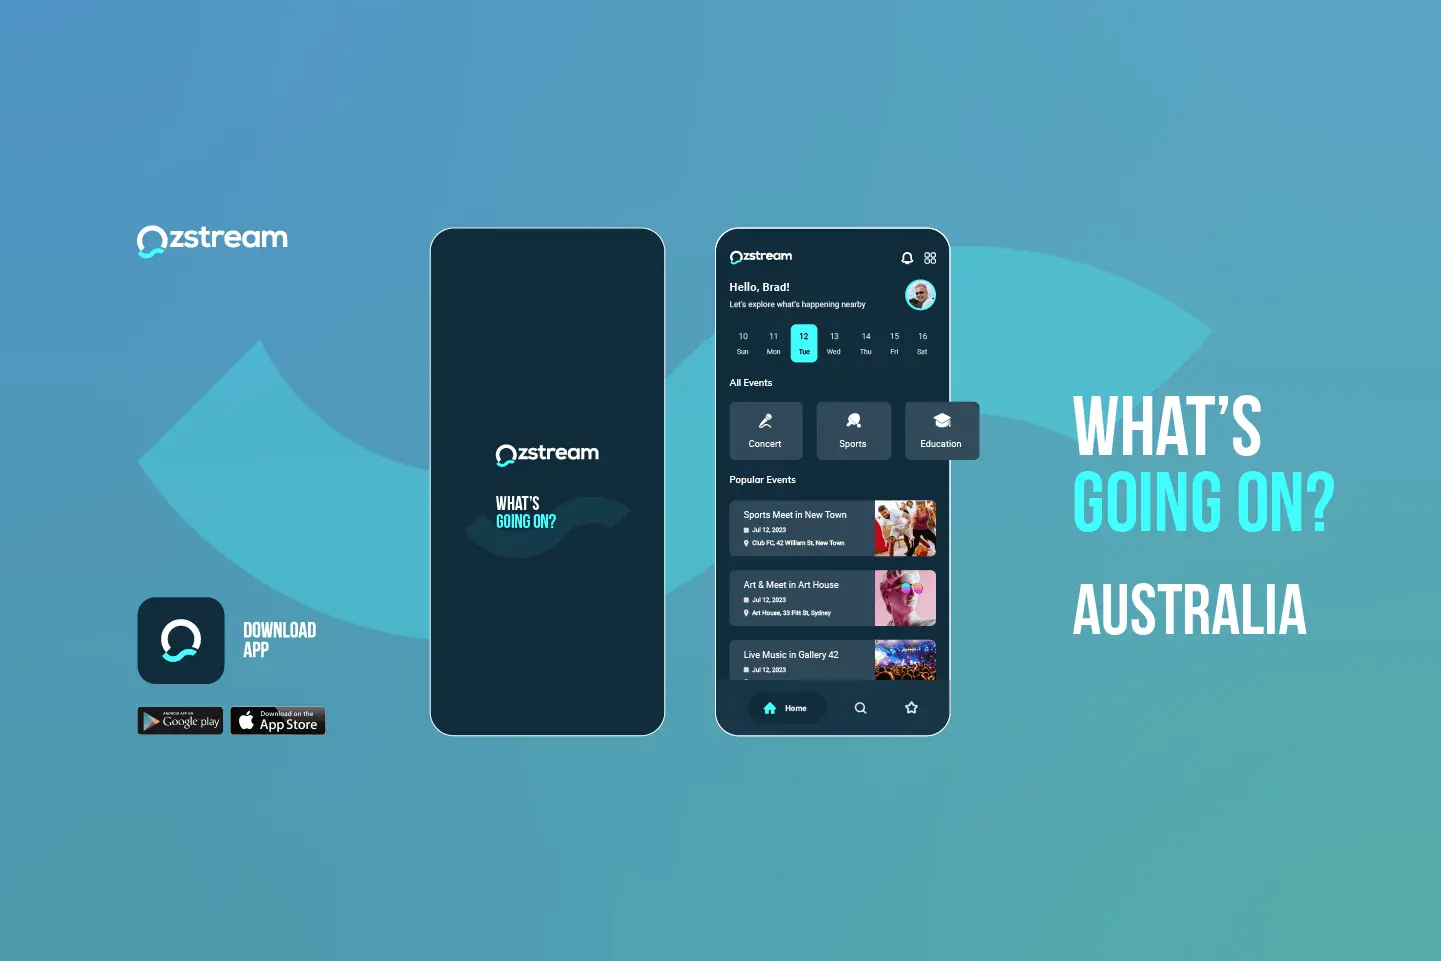 Ozstream
DOWNLOAD
APP
ANDROID APP ON
Google play
Download on the
App Store
Ozstream
WHAT'S
GOING ON?
Ozstream
Hello, Brad!
Let's explore what's happening nearby
10 11 12 13 14 15 16
Sun Mon Tue Wed Thu Fri Sat
All Events
Concert Sports Education
Popular Events
Sports Meet in New Town
Jul 12, 2023
Club FC, 42 William St, New Town
Art & Meet in Art House
Jul 12, 2023
Art House, 33 Pitt St, Sydney
Live Music in Gallery 42
Jul 12, 2023
Home
WHAT'S
GOING ON?
AUSTRALIA